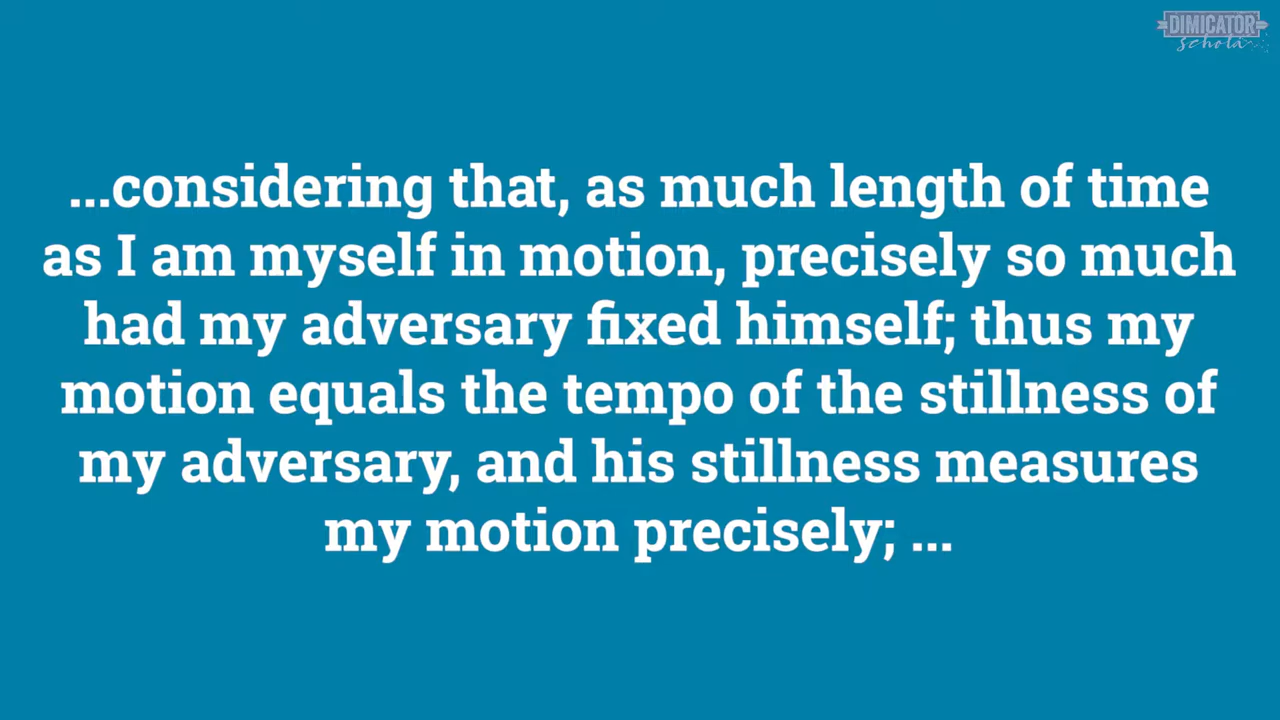 DIMICATOR
schola
...considering that, as much length of time
as I am myself in motion, precisely so much
had my adversary fixed himself; thus my
motion equals the tempo of the stillness of
my adversary, and his stillness measures
my motion precisely; ...